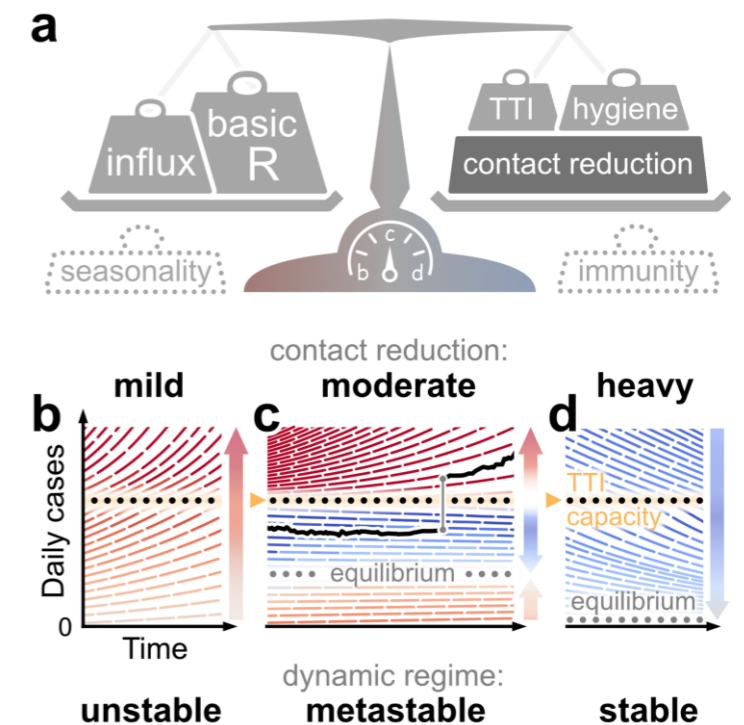 a
influx
basic
R
TTI
hygiene
contact reduction
seasonality
b
c
d
immunity
contact reduction:
mild
moderate
heavy
b
c
d
Daily cases
TTI
capacity
equilibrium
equilibrium
0
Time
dynamic regime:
unstable
metastable
stable